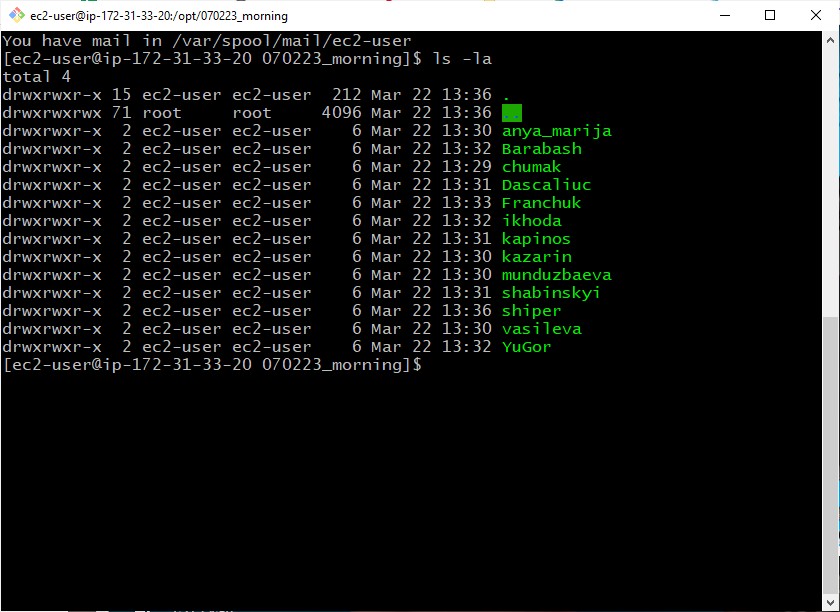 ec2-user@ip-172-31-33-20:/opt/070223_morning
You have mail in /var/spool/mail/ec2-user
[ec2-user@ip-172-31-33-20 070223_morning]$ ls -la
total 4
drwxrwxr-x 15 ec2-user ec2-user  212 Mar 22 13:36 .
drwxrwxrwx 71 root     root     4096 Mar 22 13:36 ..
drwxrwxr-x  2 ec2-user ec2-user    6 Mar 22 13:30 anya_marija
drwxrwxr-x  2 ec2-user ec2-user    6 Mar 22 13:32 Barabash
drwxrwxr-x  2 ec2-user ec2-user    6 Mar 22 13:29 chumak
drwxrwxr-x  2 ec2-user ec2-user    6 Mar 22 13:31 Dascaliuc
drwxrwxr-x  2 ec2-user ec2-user    6 Mar 22 13:33 Franchuk
drwxrwxr-x  2 ec2-user ec2-user    6 Mar 22 13:32 ikhoda
drwxrwxr-x  2 ec2-user ec2-user    6 Mar 22 13:31 kapinos
drwxrwxr-x  2 ec2-user ec2-user    6 Mar 22 13:30 kazarin
drwxrwxr-x  2 ec2-user ec2-user    6 Mar 22 13:30 munduzbaeva
drwxrwxr-x  2 ec2-user ec2-user    6 Mar 22 13:31 shabinskyi
drwxrwxr-x  2 ec2-user ec2-user    6 Mar 22 13:36 shiper
drwxrwxr-x  2 ec2-user ec2-user    6 Mar 22 13:30 vasileva
drwxrwxr-x  2 ec2-user ec2-user    6 Mar 22 13:32 YuGor
[ec2-user@ip-172-31-33-20 070223_morning]$